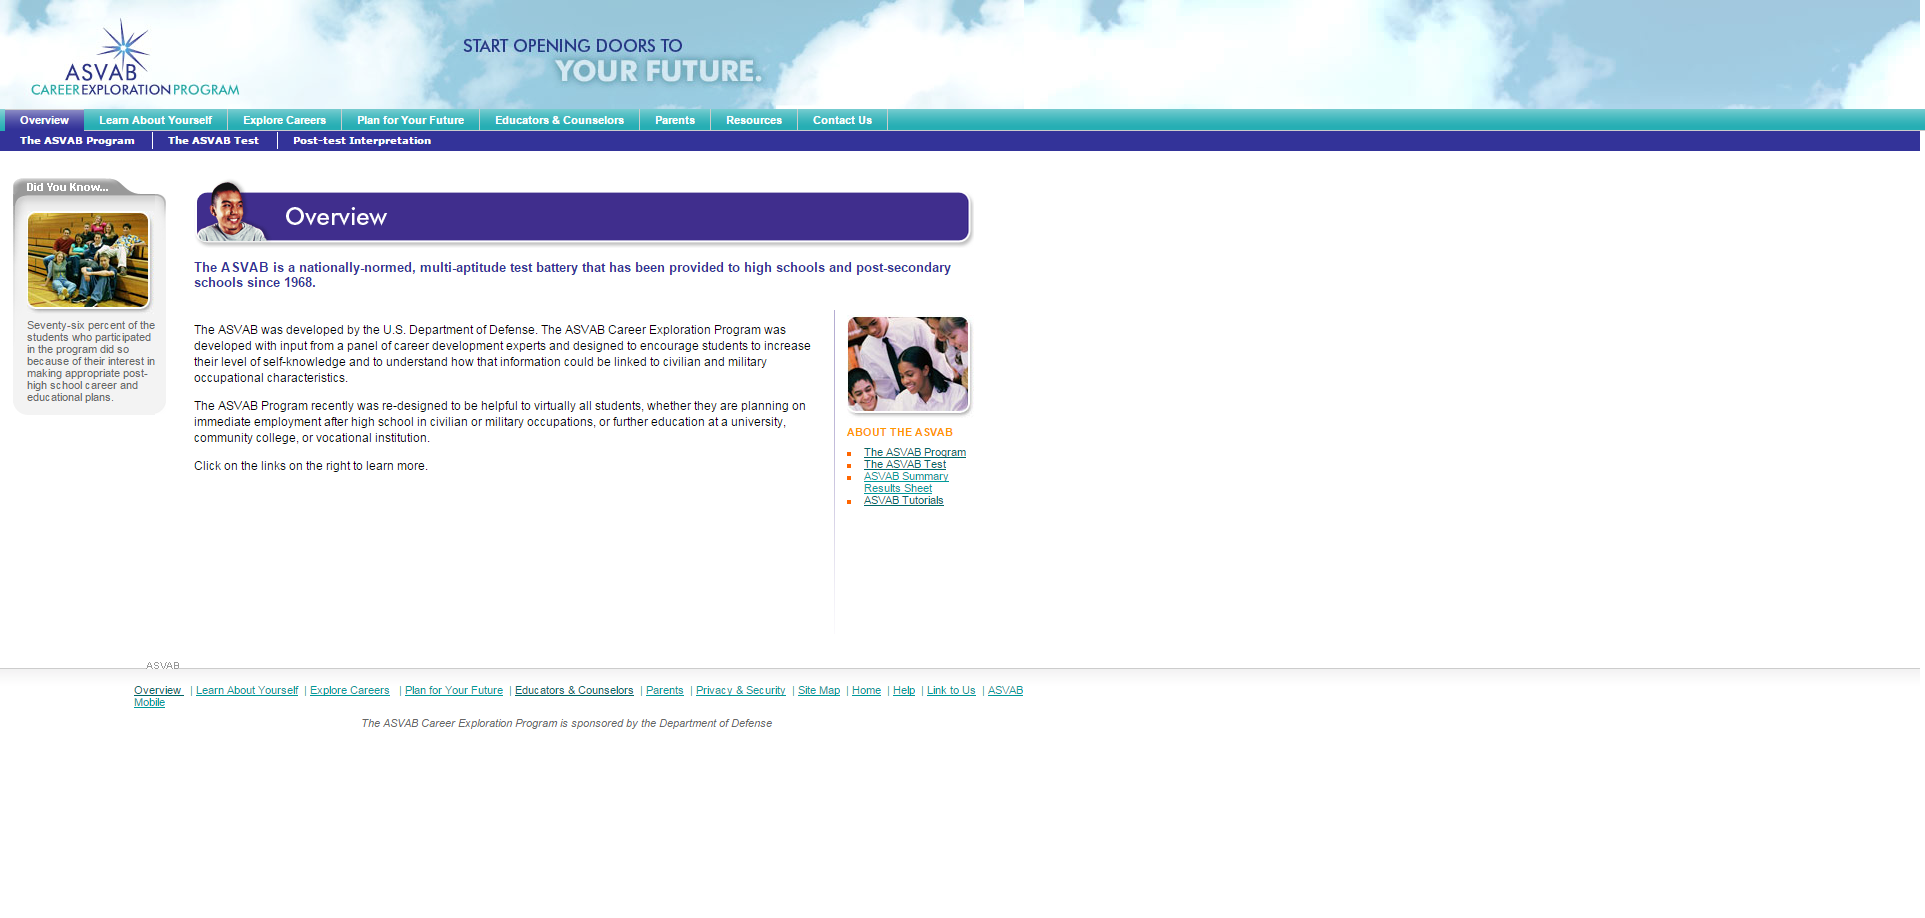 ASVAB
CAREER EXPLORATION PROGRAM
START OPENING DOORS TO
YOUR FUTURE.
Overview
Learn About Yourself
Explore Careers
Plan for Your Future
Educators & Counselors
Parents
Resources
Contact Us
The ASVAB Program
The ASVAB Test
Post-test Interpretation
Did You Know...
Seventy-six percent of the
students who participated
in the program did so
because of their interest in
making appropriate post-
high school career and
educational plans.
Overview
The ASVAB is a nationally-normed, multi-aptitude test battery that has been provided to high schools and post-secondary
schools since 1968.
The ASVAB was developed by the U.S. Department of Defense. The ASVAB Career Exploration Program was
developed with input from a panel of career development experts and designed to encourage students to increase
their level of self-knowledge and to understand how that information could be linked to civilian and military
occupational characteristics.
The ASVAB Program recently was re-designed to be helpful to virtually all students, whether they are planning on
immediate employment after high school in civilian or military occupations, or further education at a university,
community college, or vocational institution.
Click on the links on the right to learn more.
ABOUT THE ASVAB
The ASVAB Program
The ASVAB Test
ASVAB Summary
Results Sheet
ASVAB Tutorials
ASVAB
Overview | Learn About Yourself | Explore Careers | Plan for Your Future | Educators & Counselors | Parents | Privacy & Security | Site Map | Home | Help | Link to Us | ASVAB
Mobile
The ASVAB Career Exploration Program is sponsored by the Department of Defense